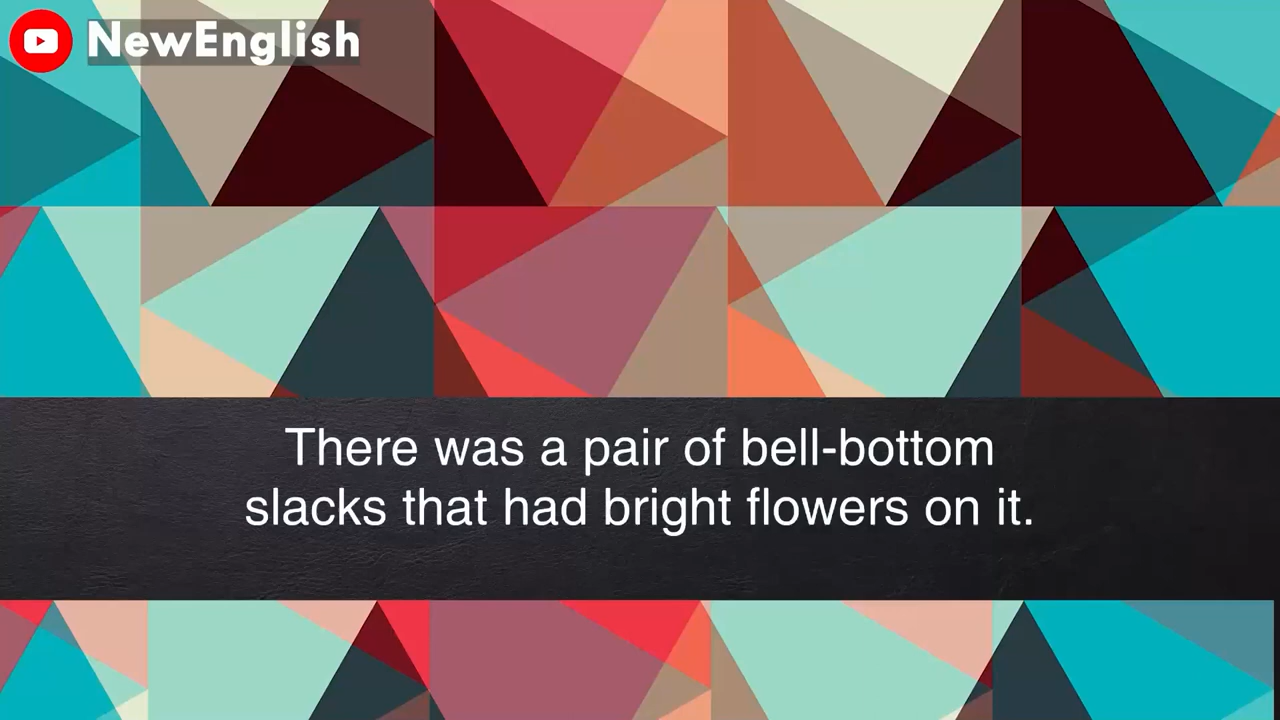 NewEnglish
There was a pair of bell-bottom
slacks that had bright flowers on it.